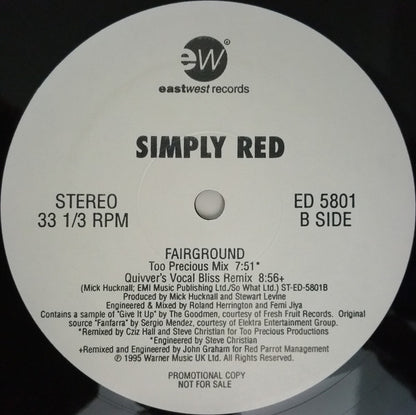 ew
eastwest records
SIMPLY RED
STEREO
33 1/3 RPM
ED 5801
B SIDE
FAIRGROUND
Too Precious Mix 7:51*
Quivver's Vocal Bliss Remix 8:56+
(Mick Hucknall; EMI Music Publishing Ltd./So What Ltd.) ST-ED-5801B
Produced by Mick Hucknall and Stewart Levine
Engineered & Mixed by Roland Herrington and Femi Jiya
Contains a sample of "Give It Up" by The Goodmen, courtesy of Fresh Fruit Records. Original
source "Fanfarra" by Sergio Mendez, courtesy of Elektra Entertainment Group.
*Remixed by Cziz Hall and Steve Christian for Too Precious Productions
*Engineered by Steve Christian
+Remixed and Engineered by John Graham for Red Parrot Management
℗ 1995 Warner Music UK Ltd. All Rights Reserved.
PROMOTIONAL COPY
NOT FOR SALE